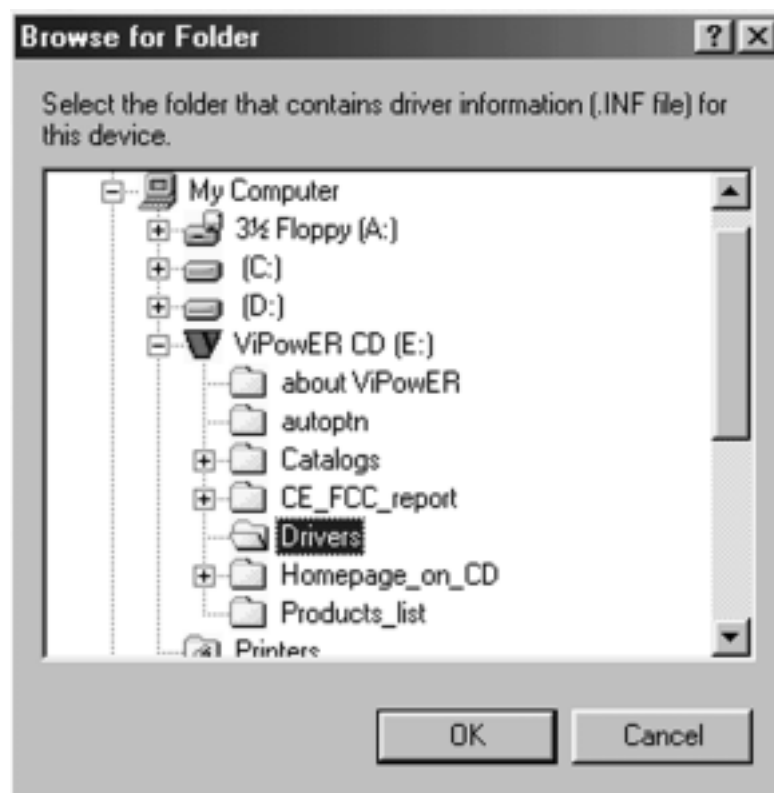 Browse for Folder
Select the folder that contains driver information (.INF file) for
this device.
My Computer
3½ Floppy (A:)
(C:)
(D:)
ViPowER CD (E:)
about ViPowER
autoptn
Catalogs
CE_FCC_report
Drivers
Homepage_on_CD
Products_list
Printers
OK
Cancel